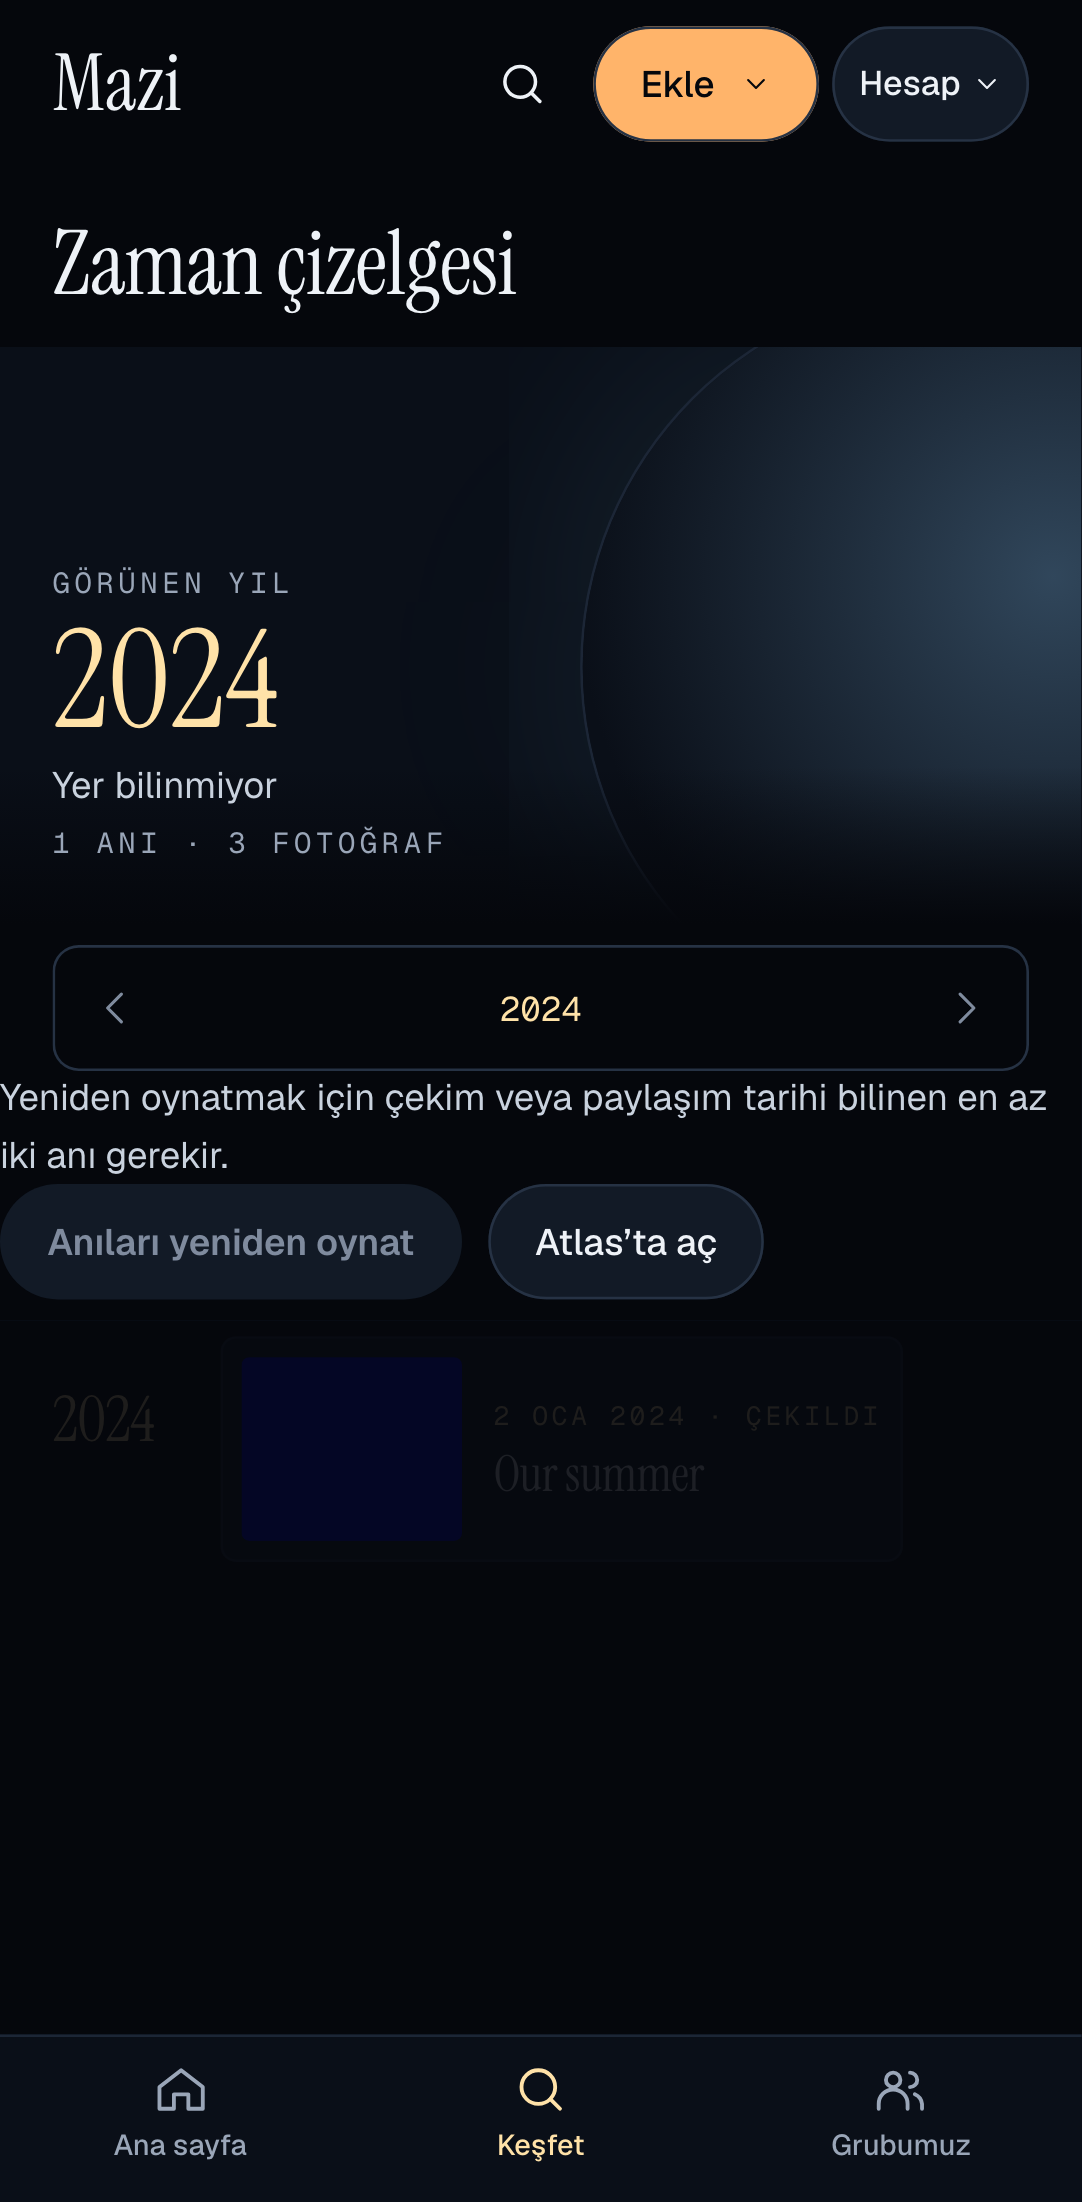 Mazi
Ekle
Hesap
Zaman çizelgesi
GÖRÜNEN YIL
2024
Yer bilinmiyor
1 ANI · 3 FOTOĞRAF
2024
Yeniden oynatmak için çekim veya paylaşım tarihi bilinen en az
iki anı gerekir.
Anıları yeniden oynat
Atlas’ta aç
2024
2 OCA 2024 · ÇEKILDI
Our summer
Ana sayfa
Keşfet
Grubumuz